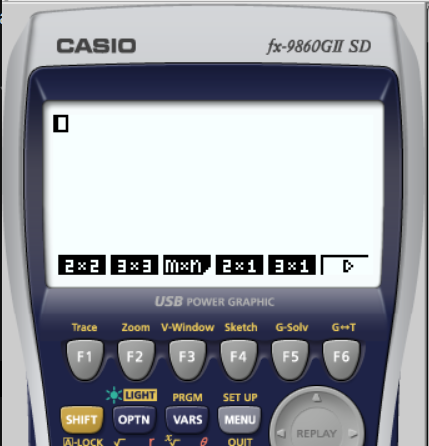 CASIO fx-9860GII SD
2×2 3×3 m×n 2×1 3×1
USB POWER GRAPHIC
Trace Zoom V-Window Sketch G-Solv G↔T
F1 F2 F3 F4 F5 F6
LIGHT PRGM SET UP
SHIFT OPTN VARS MENU
REPLAY
A-LOCK √ r x√ θ QUIT